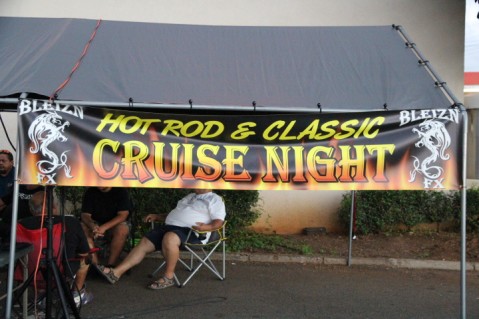 BLEIZN
FX
HOT ROD & CLASSIC
CRUISE NIGHT
BLEIZN
FX